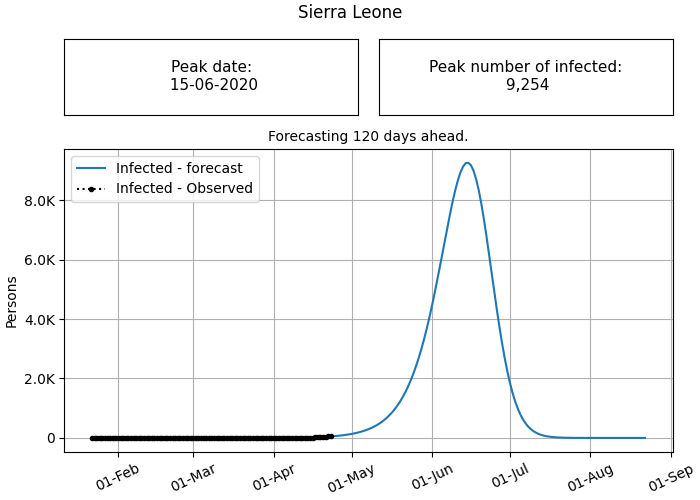 Sierra Leone
Peak date:
15-06-2020
Peak number of infected:
9,254
Forecasting 120 days ahead.
Infected - forecast
Infected - Observed
Persons
8.0K
6.0K
4.0K
2.0K
0
01-Feb
01-Mar
01-Apr
01-May
01-Jun
01-Jul
01-Aug
01-Sep